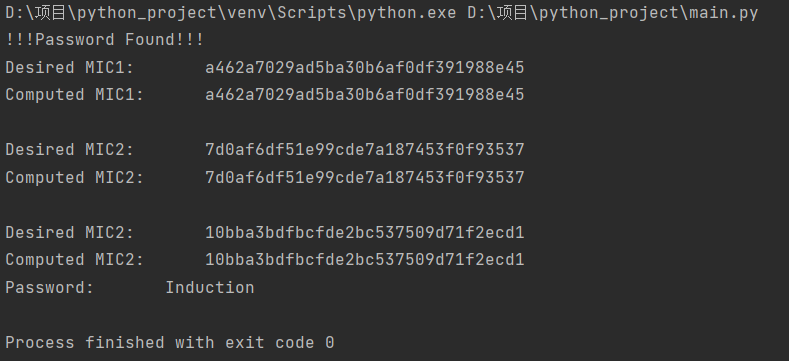 D:\项目\python_project\venv\Scripts\python.exe D:\项目\python_project\main.py
!!!Password Found!!!
Desired MIC1:        a462a7029ad5ba30b6af0df391988e45
Computed MIC1:       a462a7029ad5ba30b6af0df391988e45
Desired MIC2:        7d0af6df51e99cde7a187453f0f93537
Computed MIC2:       7d0af6df51e99cde7a187453f0f93537
Desired MIC2:        10bba3bdfbcfde2bc537509d71f2ecd1
Computed MIC2:       10bba3bdfbcfde2bc537509d71f2ecd1
Password:        Induction
Process finished with exit code 0